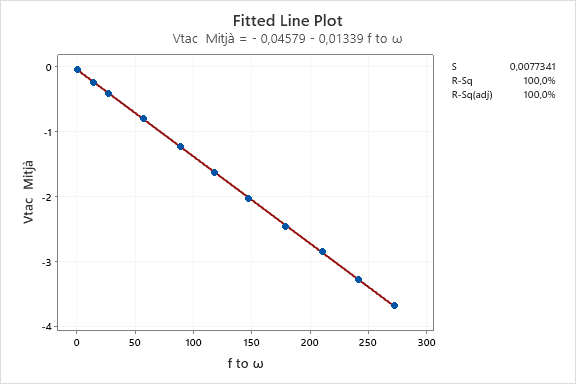 Fitted Line Plot
Vtac Mitjà = - 0,04579 - 0,01339 f to ω
S 0,0077341
R-Sq 100,0%
R-Sq(adj) 100,0%
0
-1
-2
-3
-4
Vtac Mitjà
0 50 100 150 200 250 300
f to ω